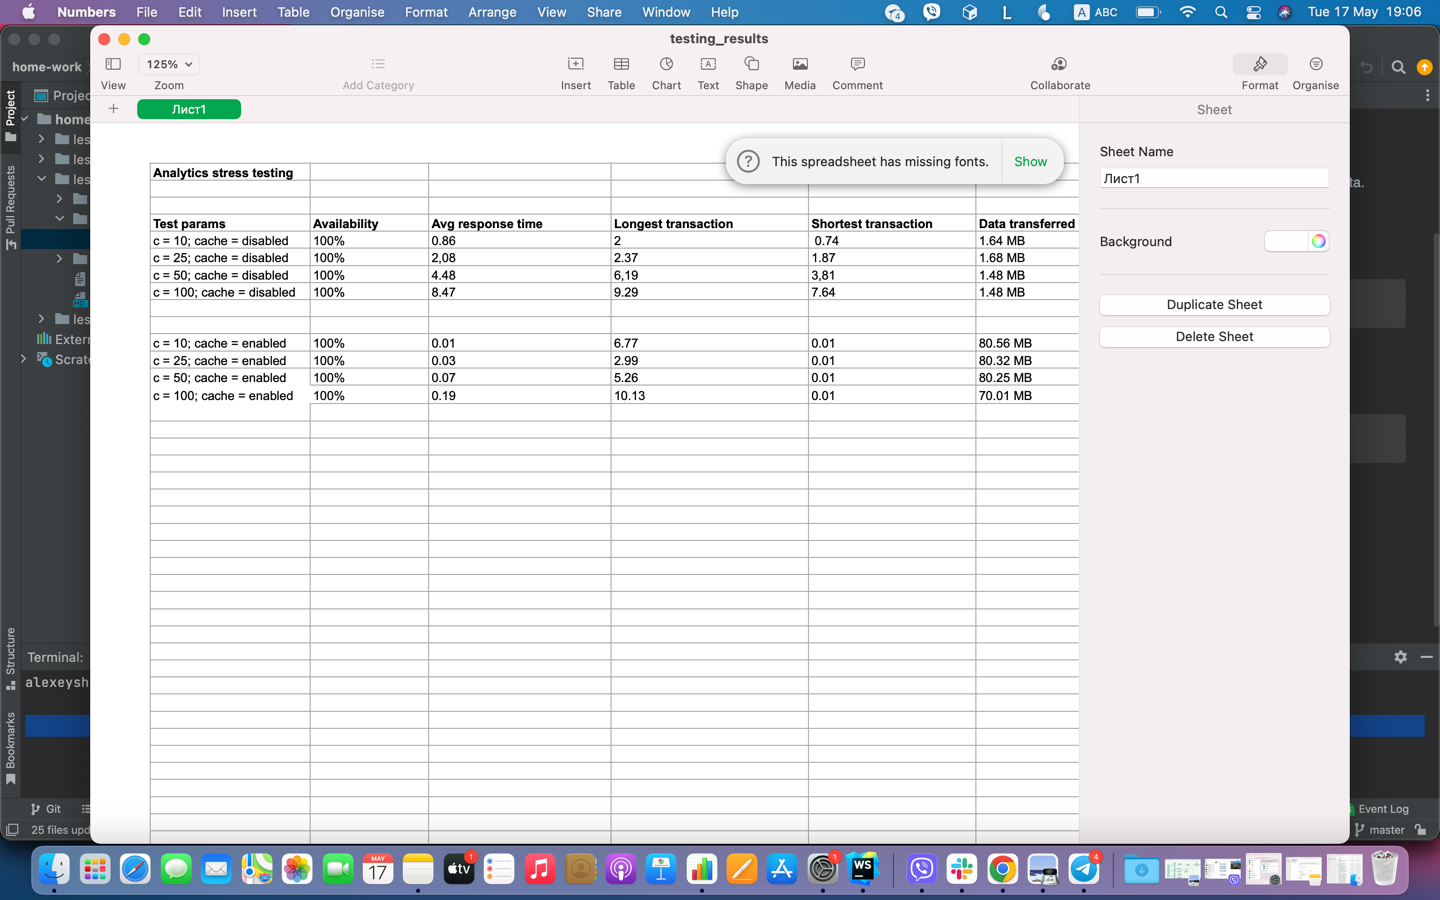 Numbers File Edit Insert Table Organise Format Arrange View Share Window Help 4 L A ABC Tue 17 May 19:06
testing_results
home-work
125%
View Zoom Add Category Insert Table Chart Text Shape Media Comment Collaborate Format Organise
Project
Projec
Лист1
Sheet
home
les
les
les
les
Extern
Scratc
Pull Requests
This spreadsheet has missing fonts. Show
Sheet Name
Лист1
ta.
Background
Duplicate Sheet
Delete Sheet
Analytics stress testing
Test params Availability Avg response time Longest transaction Shortest transaction Data transferred
c = 10; cache = disabled 100% 0.86 2 0.74 1.64 MB
c = 25; cache = disabled 100% 2,08 2.37 1.87 1.68 MB
c = 50; cache = disabled 100% 4.48 6,19 3,81 1.48 MB
c = 100; cache = disabled 100% 8.47 9.29 7.64 1.48 MB
c = 10; cache = enabled 100% 0.01 6.77 0.01 80.56 MB
c = 25; cache = enabled 100% 0.03 2.99 0.01 80.32 MB
c = 50; cache = enabled 100% 0.07 5.26 0.01 80.25 MB
c = 100; cache = enabled 100% 0.19 10.13 0.01 70.01 MB
Structure
Terminal:
alexeysh
Bookmarks
Git
Event Log
25 files upd
master
MAY
17
tv
1
1
WS
4